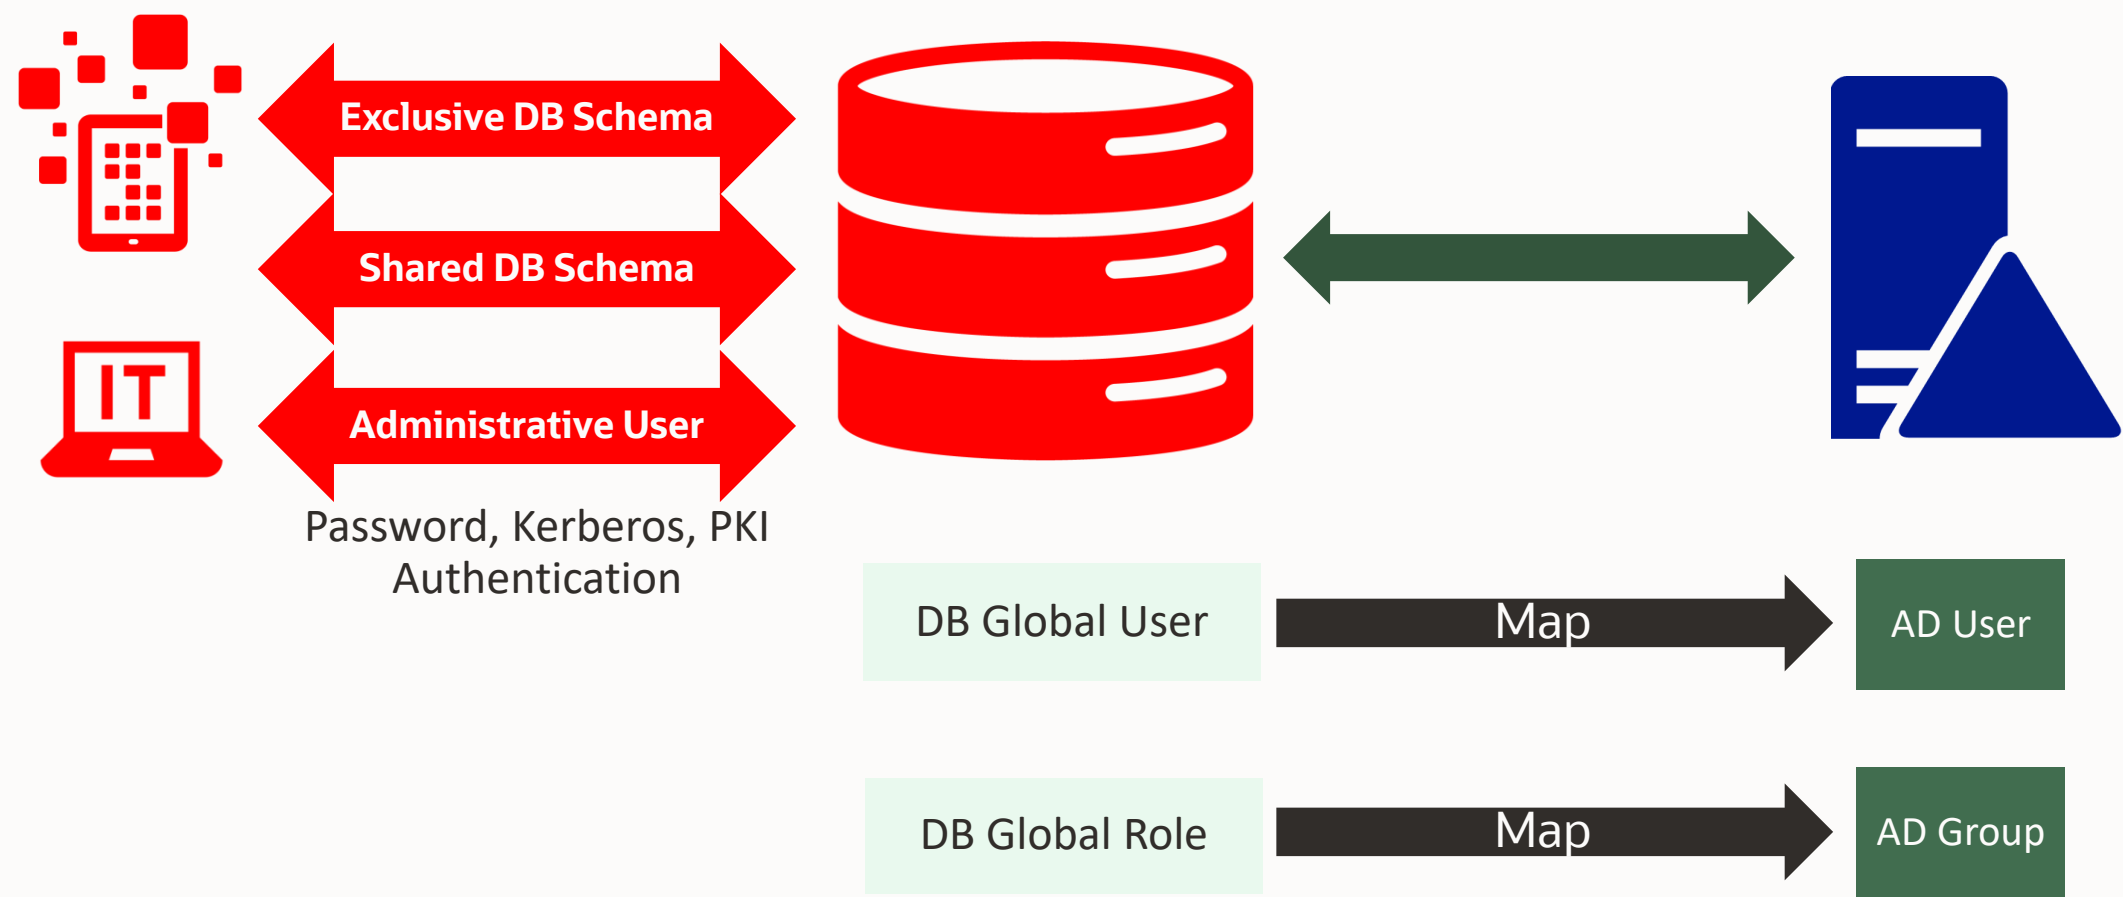 Exclusive DB Schema
Shared DB Schema
IT
Administrative User
Password, Kerberos, PKI
Authentication
DB Global User
Map
AD User
DB Global Role
Map
AD Group